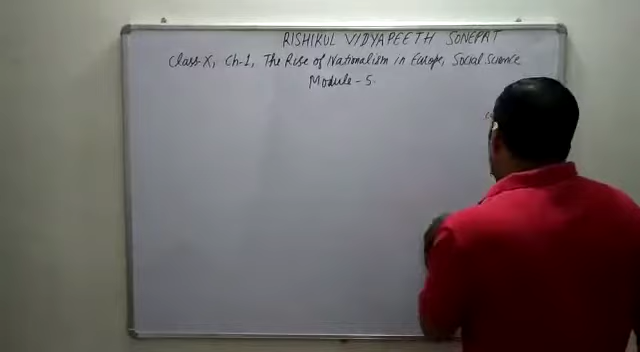 RISHIKUL VIDYAPEETH SONEPAT
Class-X, Ch-1, The Rise of Nationalism in Europe, Social Science
Module - 5.